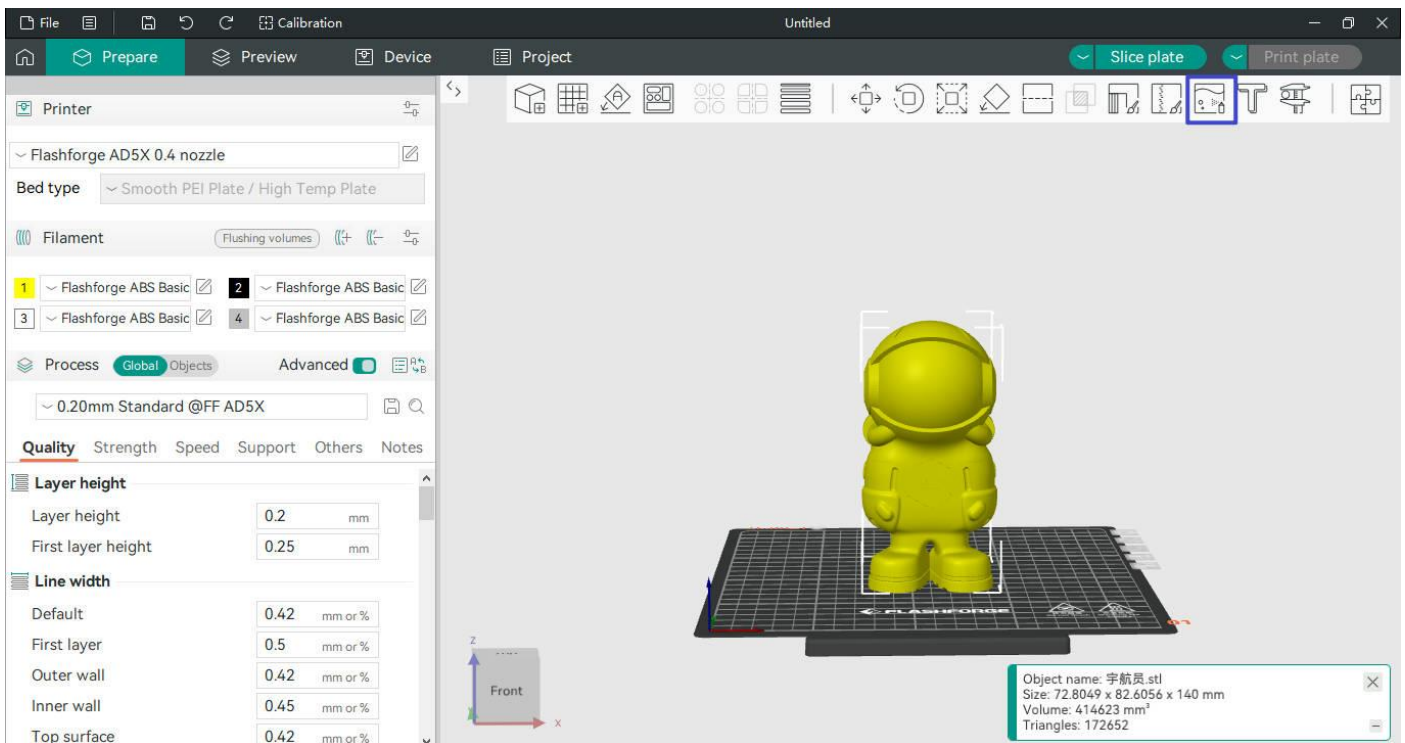 File
Calibration
Untitled
Prepare
Preview
Device
Project
Slice plate
Print plate
Printer
Flashforge AD5X 0.4 nozzle
Bed type
Smooth PEI Plate / High Temp Plate
Filament
Flushing volumes
1 Flashforge ABS Basic
2 Flashforge ABS Basic
3 Flashforge ABS Basic
4 Flashforge ABS Basic
Process
Global Objects
Advanced
0.20mm Standard @FF AD5X
Quality Strength Speed Support Others Notes
Layer height
Layer height 0.2 mm
First layer height 0.25 mm
Line width
Default 0.42 mm or %
First layer 0.5 mm or %
Outer wall 0.42 mm or %
Inner wall 0.45 mm or %
Top surface 0.42 mm or %
FLASHFORGE
01
z
Front
x
Object name: 宇航员.stl
Size: 72.8049 x 82.6056 x 140 mm
Volume: 414623 mm³
Triangles: 172652